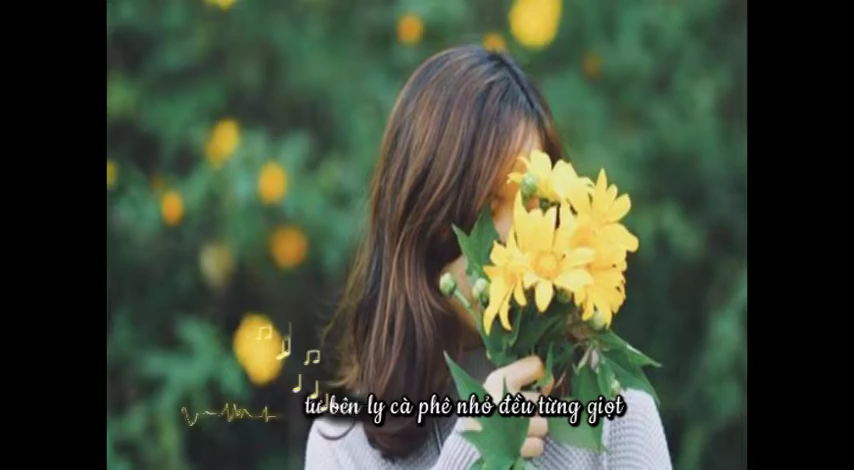 tư bên ly cà phê nhỏ đều từng giọt